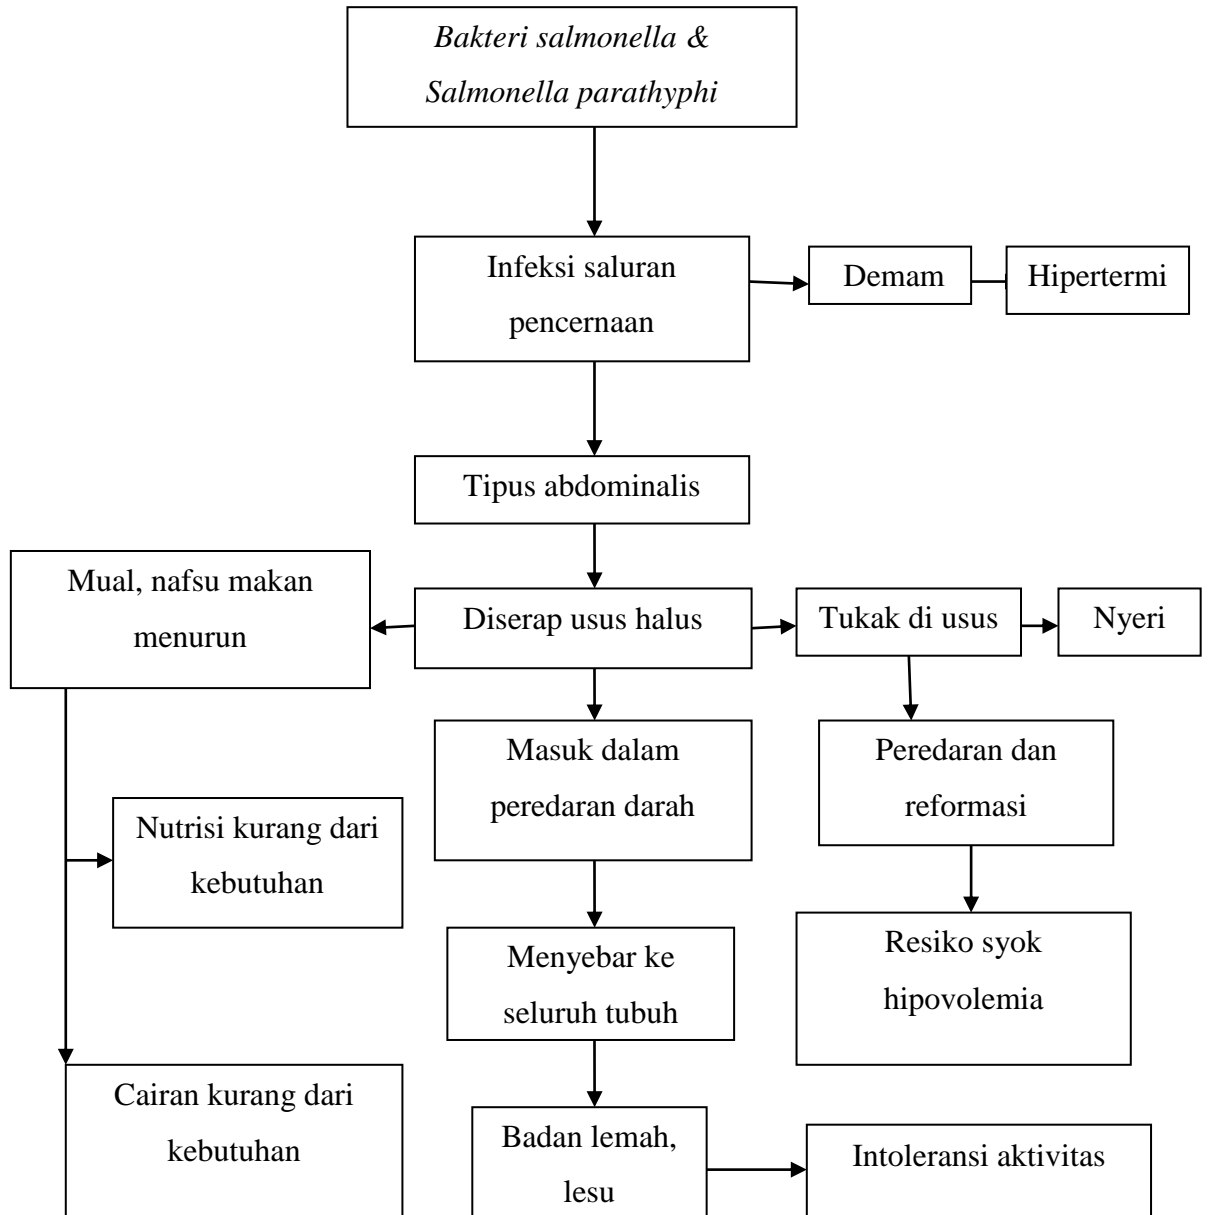 Bakteri salmonella &
Salmonella parathyphi
Infeksi saluran
pencernaan
Demam
Hipertermi
Tipus abdominalis
Mual, nafsu makan
menurun
Diserap usus halus
Tukak di usus
Nyeri
Masuk dalam
peredaran darah
Peredaran dan
reformasi
Nutrisi kurang dari
kebutuhan
Menyebar ke
seluruh tubuh
Resiko syok
hipovolemia
Cairan kurang dari
kebutuhan
Badan lemah,
lesu
Intoleransi aktivitas